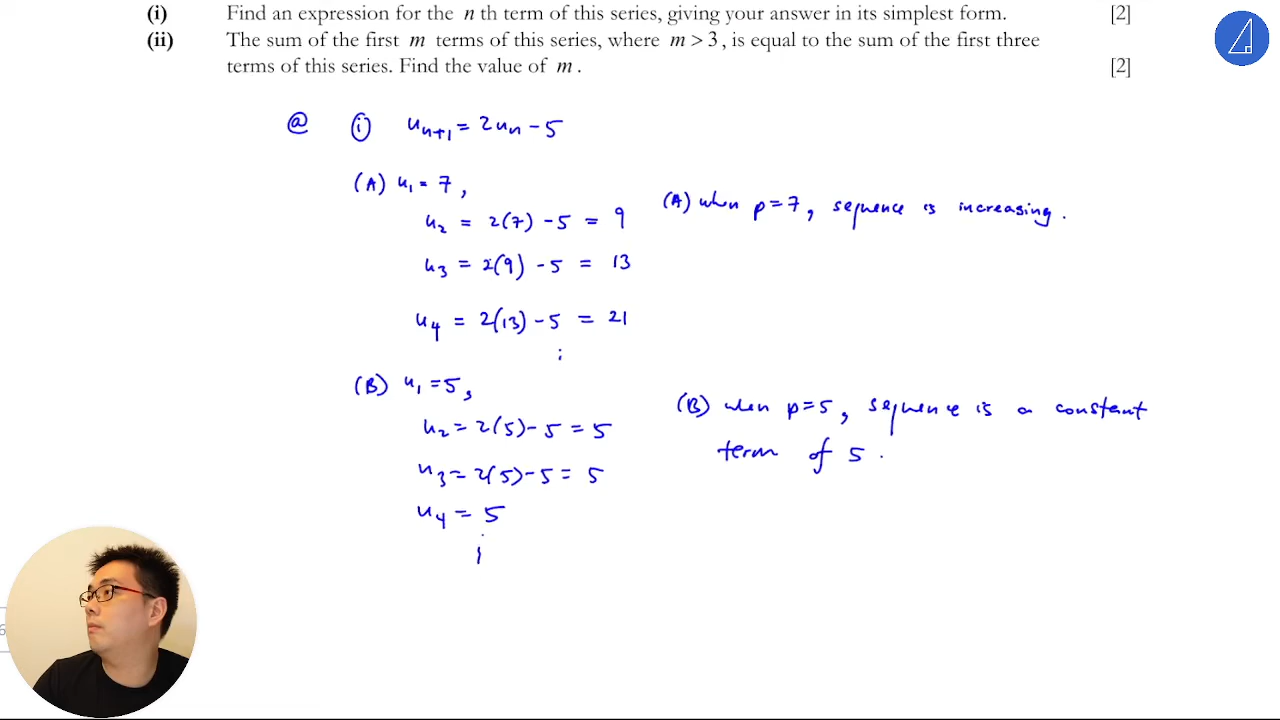 (i) Find an expression for the n th term of this series, giving your answer in its simplest form. [2]
(ii) The sum of the first m terms of this series, where m > 3, is equal to the sum of the first three
terms of this series. Find the value of m. [2]
@ (i) uₙ₊₁ = 2uₙ − 5
(A) u₁ = 7,
u₂ = 2(7) − 5 = 9
u₃ = 2(9) − 5 = 13
u₄ = 2(13) − 5 = 21
⋮
(A) when p = 7, sequence is increasing.
(B) u₁ = 5,
u₂ = 2(5) − 5 = 5
u₃ = 2(5) − 5 = 5
u₄ = 5
⋮
(B) when p = 5, sequence is a constant
term of 5.
6